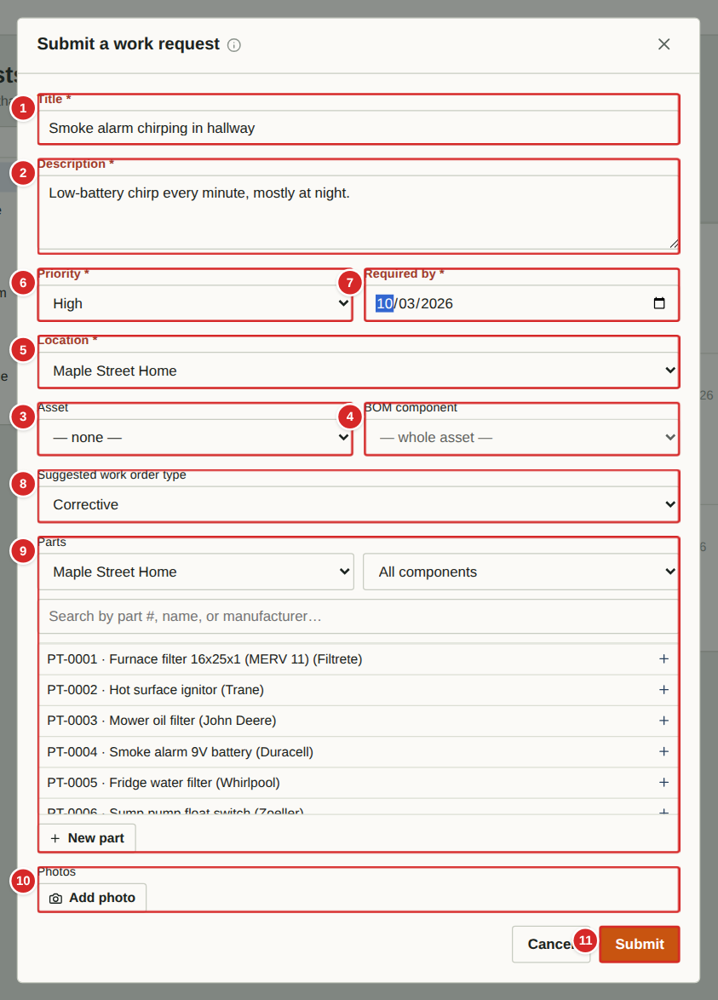 Submit a work request
1 Title *
Smoke alarm chirping in hallway
2 Description *
Low-battery chirp every minute, mostly at night.
6 Priority * 7 Required by *
High 10/03/2026
5 Location *
Maple Street Home
3 Asset 4 BOM component
— none — — whole asset —
8 Suggested work order type
Corrective
9 Parts
Maple Street Home All components
Search by part #, name, or manufacturer…
PT-0001 · Furnace filter 16x25x1 (MERV 11) (Filtrete) +
PT-0002 · Hot surface ignitor (Trane) +
PT-0003 · Mower oil filter (John Deere) +
PT-0004 · Smoke alarm 9V battery (Duracell) +
PT-0005 · Fridge water filter (Whirlpool) +
PT-0006 · Sump pump float switch (Zoeller) +
+ New part
10 Photos
Add photo
Cancel 11 Submit